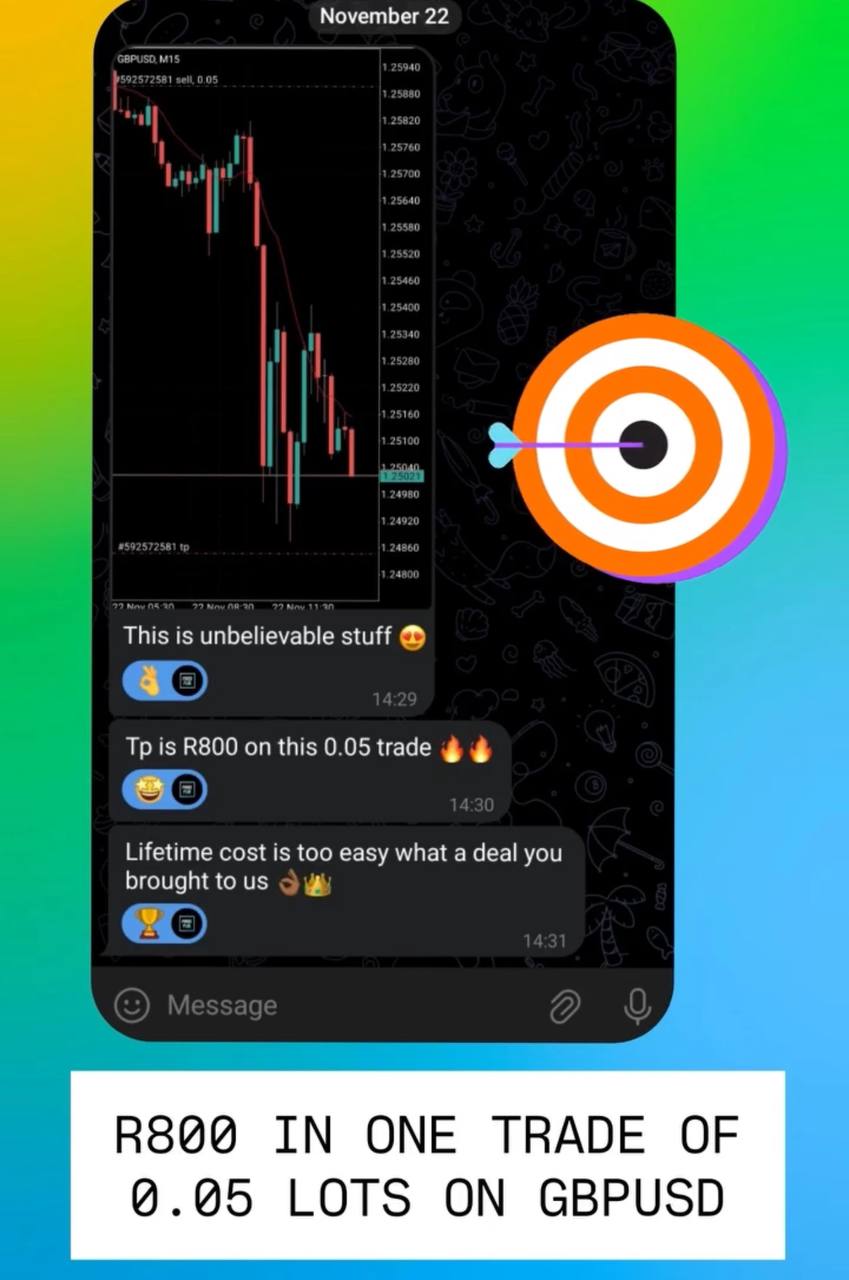 November 22
GBPUSD, M15
#592572581 sell, 0.05
1.25940
1.25880
1.25820
1.25760
1.25700
1.25640
1.25580
1.25520
1.25460
1.25400
1.25340
1.25280
1.25220
1.25160
1.25100
1.25040
1.25021
1.24980
1.24920
1.24860
#592572581 tp
1.24800
22 Nov 05:30 22 Nov 08:30 22 Nov 11:30
This is unbelievable stuff 😍
14:29
Tp is R800 on this 0.05 trade 🔥🔥
14:30
Lifetime cost is too easy what a deal you
brought to us 👌🏾👑
14:31
Message
R800 IN ONE TRADE OF
0.05 LOTS ON GBPUSD